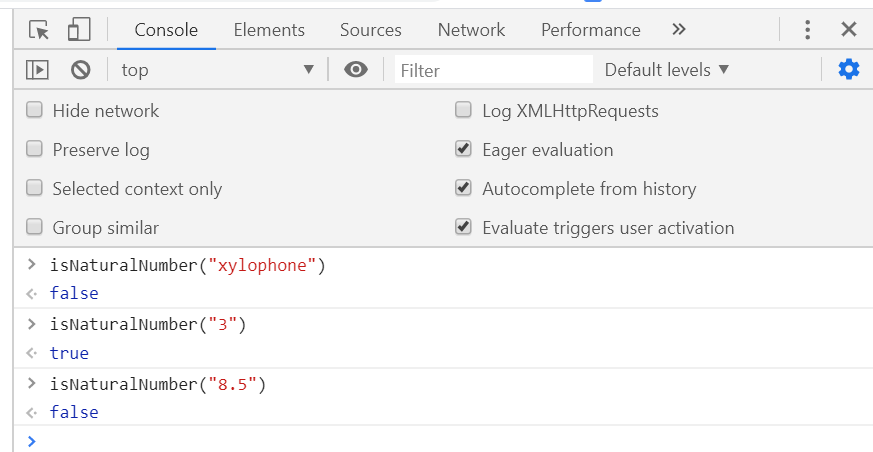 Console Elements Sources Network Performance
top Filter Default levels
Hide network Log XMLHttpRequests
Preserve log Eager evaluation
Selected context only Autocomplete from history
Group similar Evaluate triggers user activation
> isNaturalNumber("xylophone")
false
> isNaturalNumber("3")
true
> isNaturalNumber("8.5")
false
>